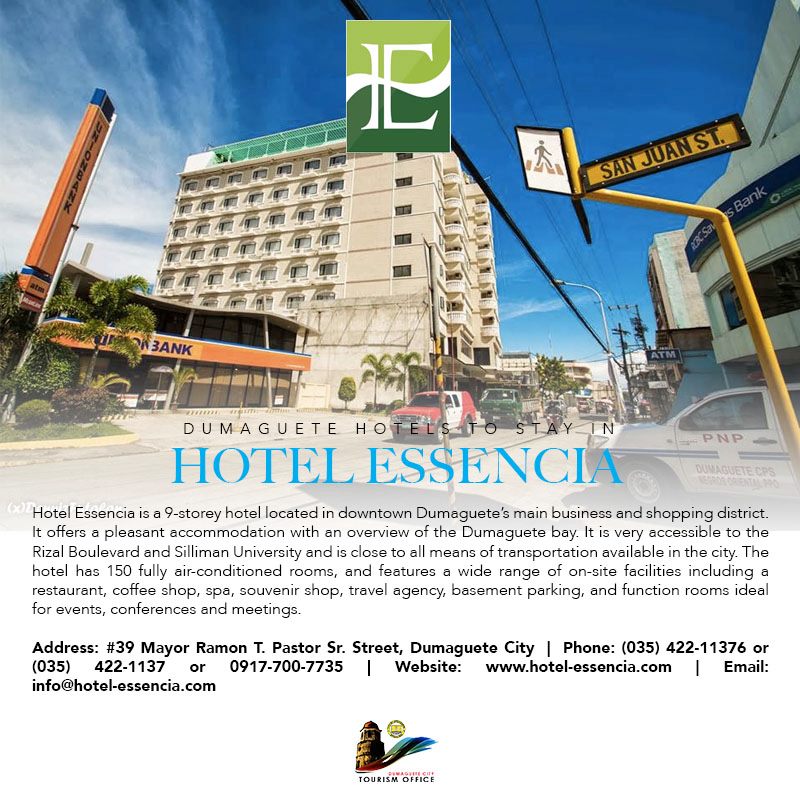 E
UNIONBANK
atm
SAN JUAN ST.
RCBC Savings Bank
UNIONBANK
ATM
PNP
DUMAGUETE CPS
NEGROS ORIENTAL PPO
DUMAGUETE HOTELS TO STAY IN
HOTEL ESSENCIA
Hotel Essencia is a 9-storey hotel located in downtown Dumaguete's main business and shopping district.
It offers a pleasant accommodation with an overview of the Dumaguete bay. It is very accessible to the
Rizal Boulevard and Silliman University and is close to all means of transportation available in the city. The
hotel has 150 fully air-conditioned rooms, and features a wide range of on-site facilities including a
restaurant, coffee shop, spa, souvenir shop, travel agency, basement parking, and function rooms ideal
for events, conferences and meetings.
Address: #39 Mayor Ramon T. Pastor Sr. Street, Dumaguete City | Phone: (035) 422-11376 or
(035) 422-1137 or 0917-700-7735 | Website: www.hotel-essencia.com | Email:
info@hotel-essencia.com
DUMAGUETE CITY
TOURISM OFFICE